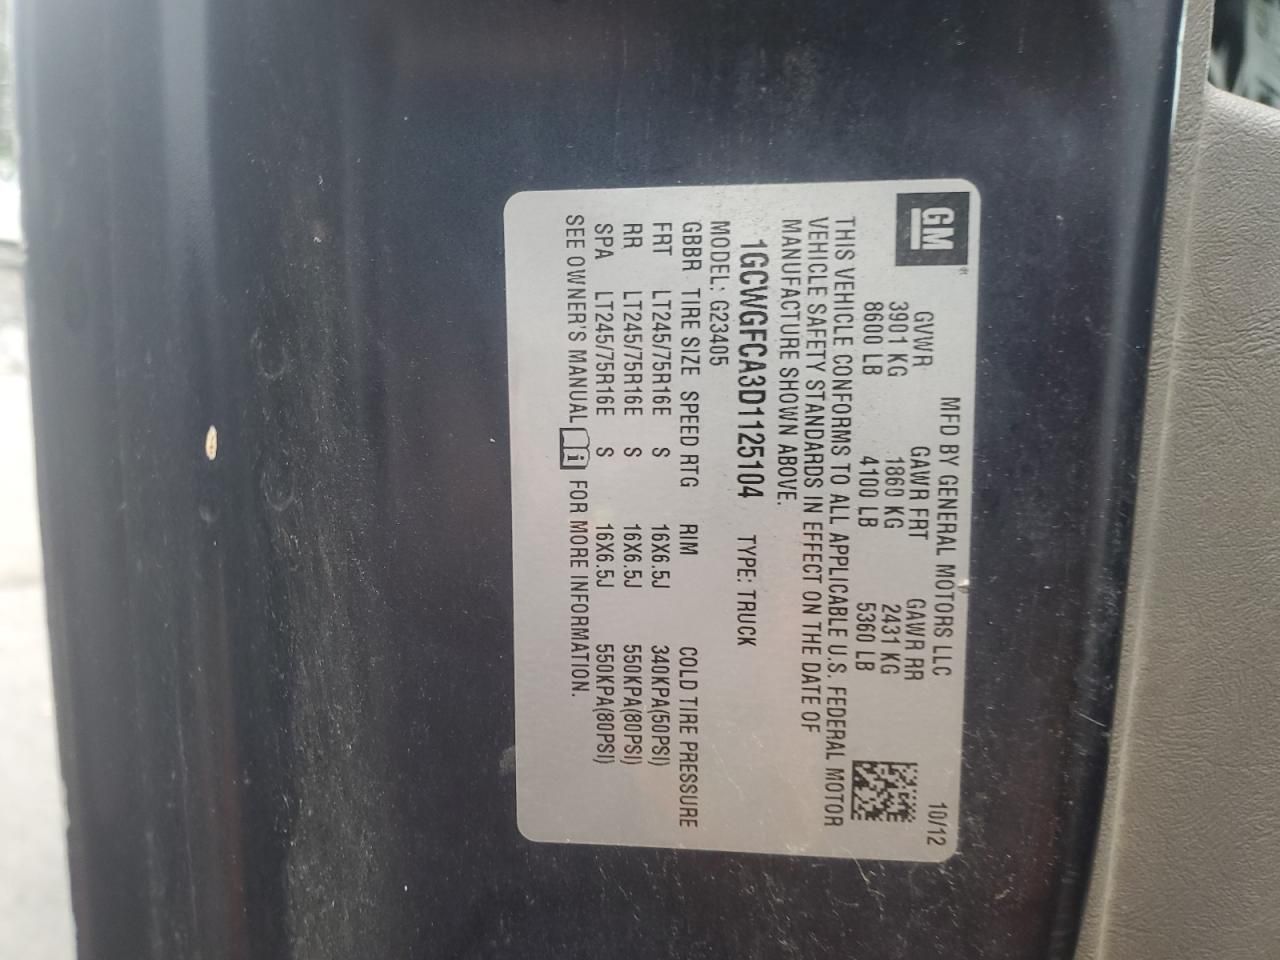 GM
MFD BY GENERAL MOTORS LLC 10/12
GVWR GAWR FRT GAWR RR
3901 KG 1860 KG 2431 KG
8600 LB 4100 LB 5360 LB
THIS VEHICLE CONFORMS TO ALL APPLICABLE U.S. FEDERAL MOTOR
VEHICLE SAFETY STANDARDS IN EFFECT ON THE DATE OF
MANUFACTURE SHOWN ABOVE.
1GCWGFCA3D1125104 TYPE: TRUCK
MODEL: G23405
GBBR TIRE SIZE SPEED RTG RIM COLD TIRE PRESSURE
FRT LT245/75R16E S 16X6.5J 340KPA(50PSI)
RR LT245/75R16E S 16X6.5J 550KPA(80PSI)
SPA LT245/75R16E S 16X6.5J 550KPA(80PSI)
SEE OWNER'S MANUAL i FOR MORE INFORMATION.